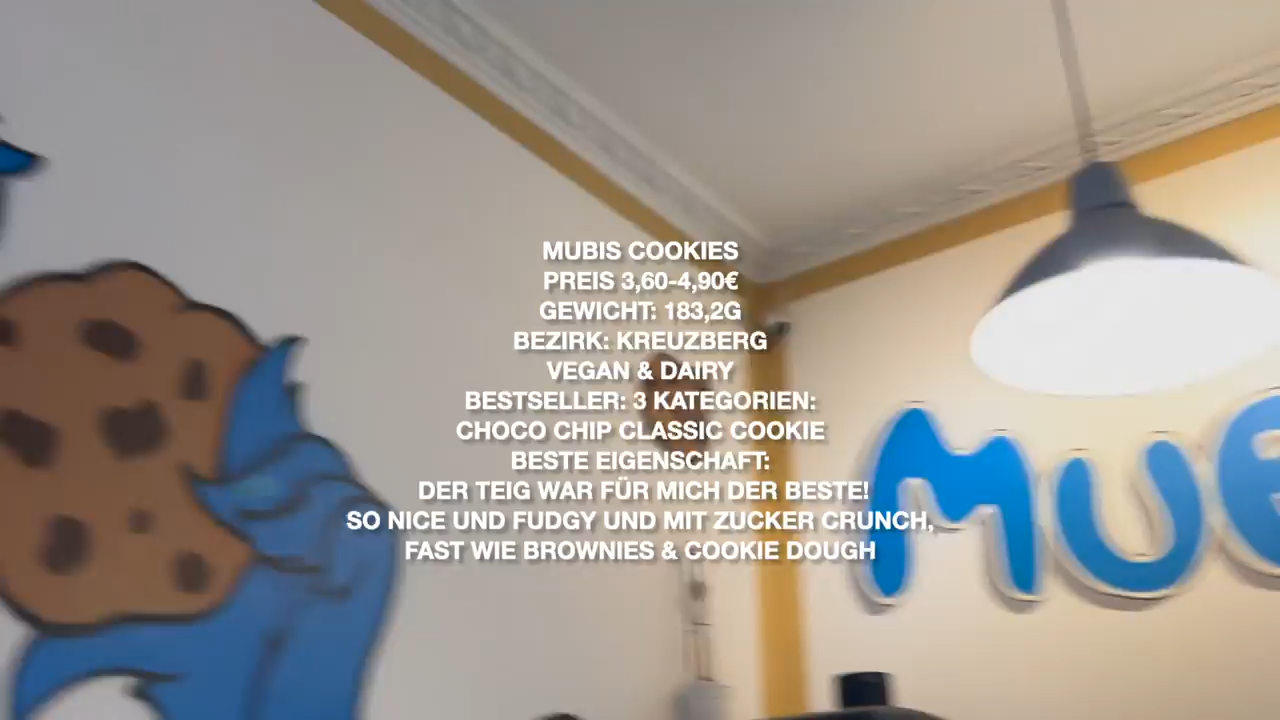 MUBIS COOKIES
PREIS 3,60-4,90€
GEWICHT: 183,2G
BEZIRK: KREUZBERG
VEGAN & DAIRY
BESTSELLER: 3 KATEGORIEN:
CHOCO CHIP CLASSIC COOKIE
BESTE EIGENSCHAFT:
DER TEIG WAR FÜR MICH DER BESTE!
SO NICE UND FUDGY UND MIT ZUCKER CRUNCH,
FAST WIE BROWNIES & COOKIE DOUGH
MUB